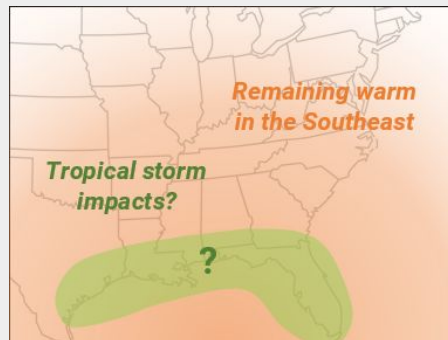 Remaining warm
in the Southeast
Tropical storm
impacts?
?